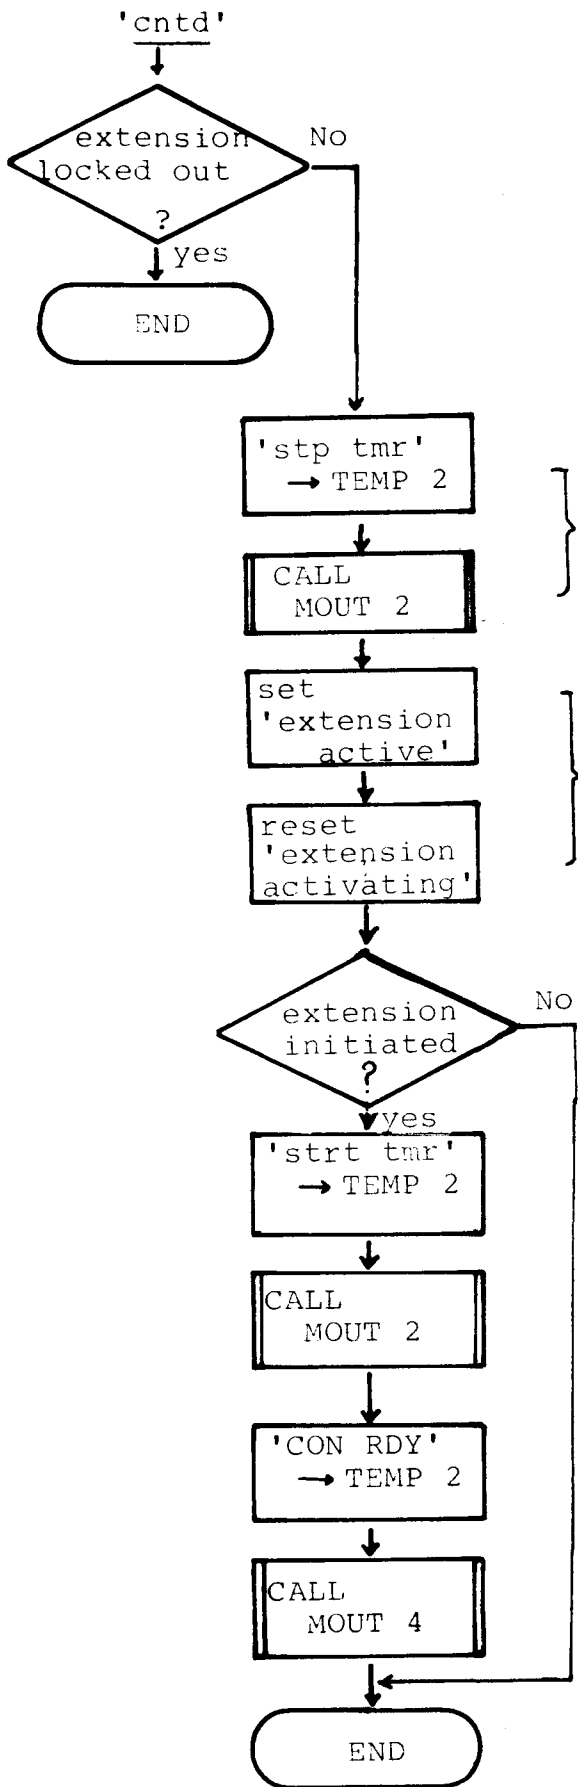 'cntd'
extension
locked out
?
No
yes
END
'stp tmr'
→ TEMP 2
CALL
MOUT 2
set
'extension
active'
reset
'extension
activating'
extension
initiated
?
No
yes
'strt tmr'
→ TEMP 2
CALL
MOUT 2
'CON RDY'
→ TEMP 2
CALL
MOUT 4
END